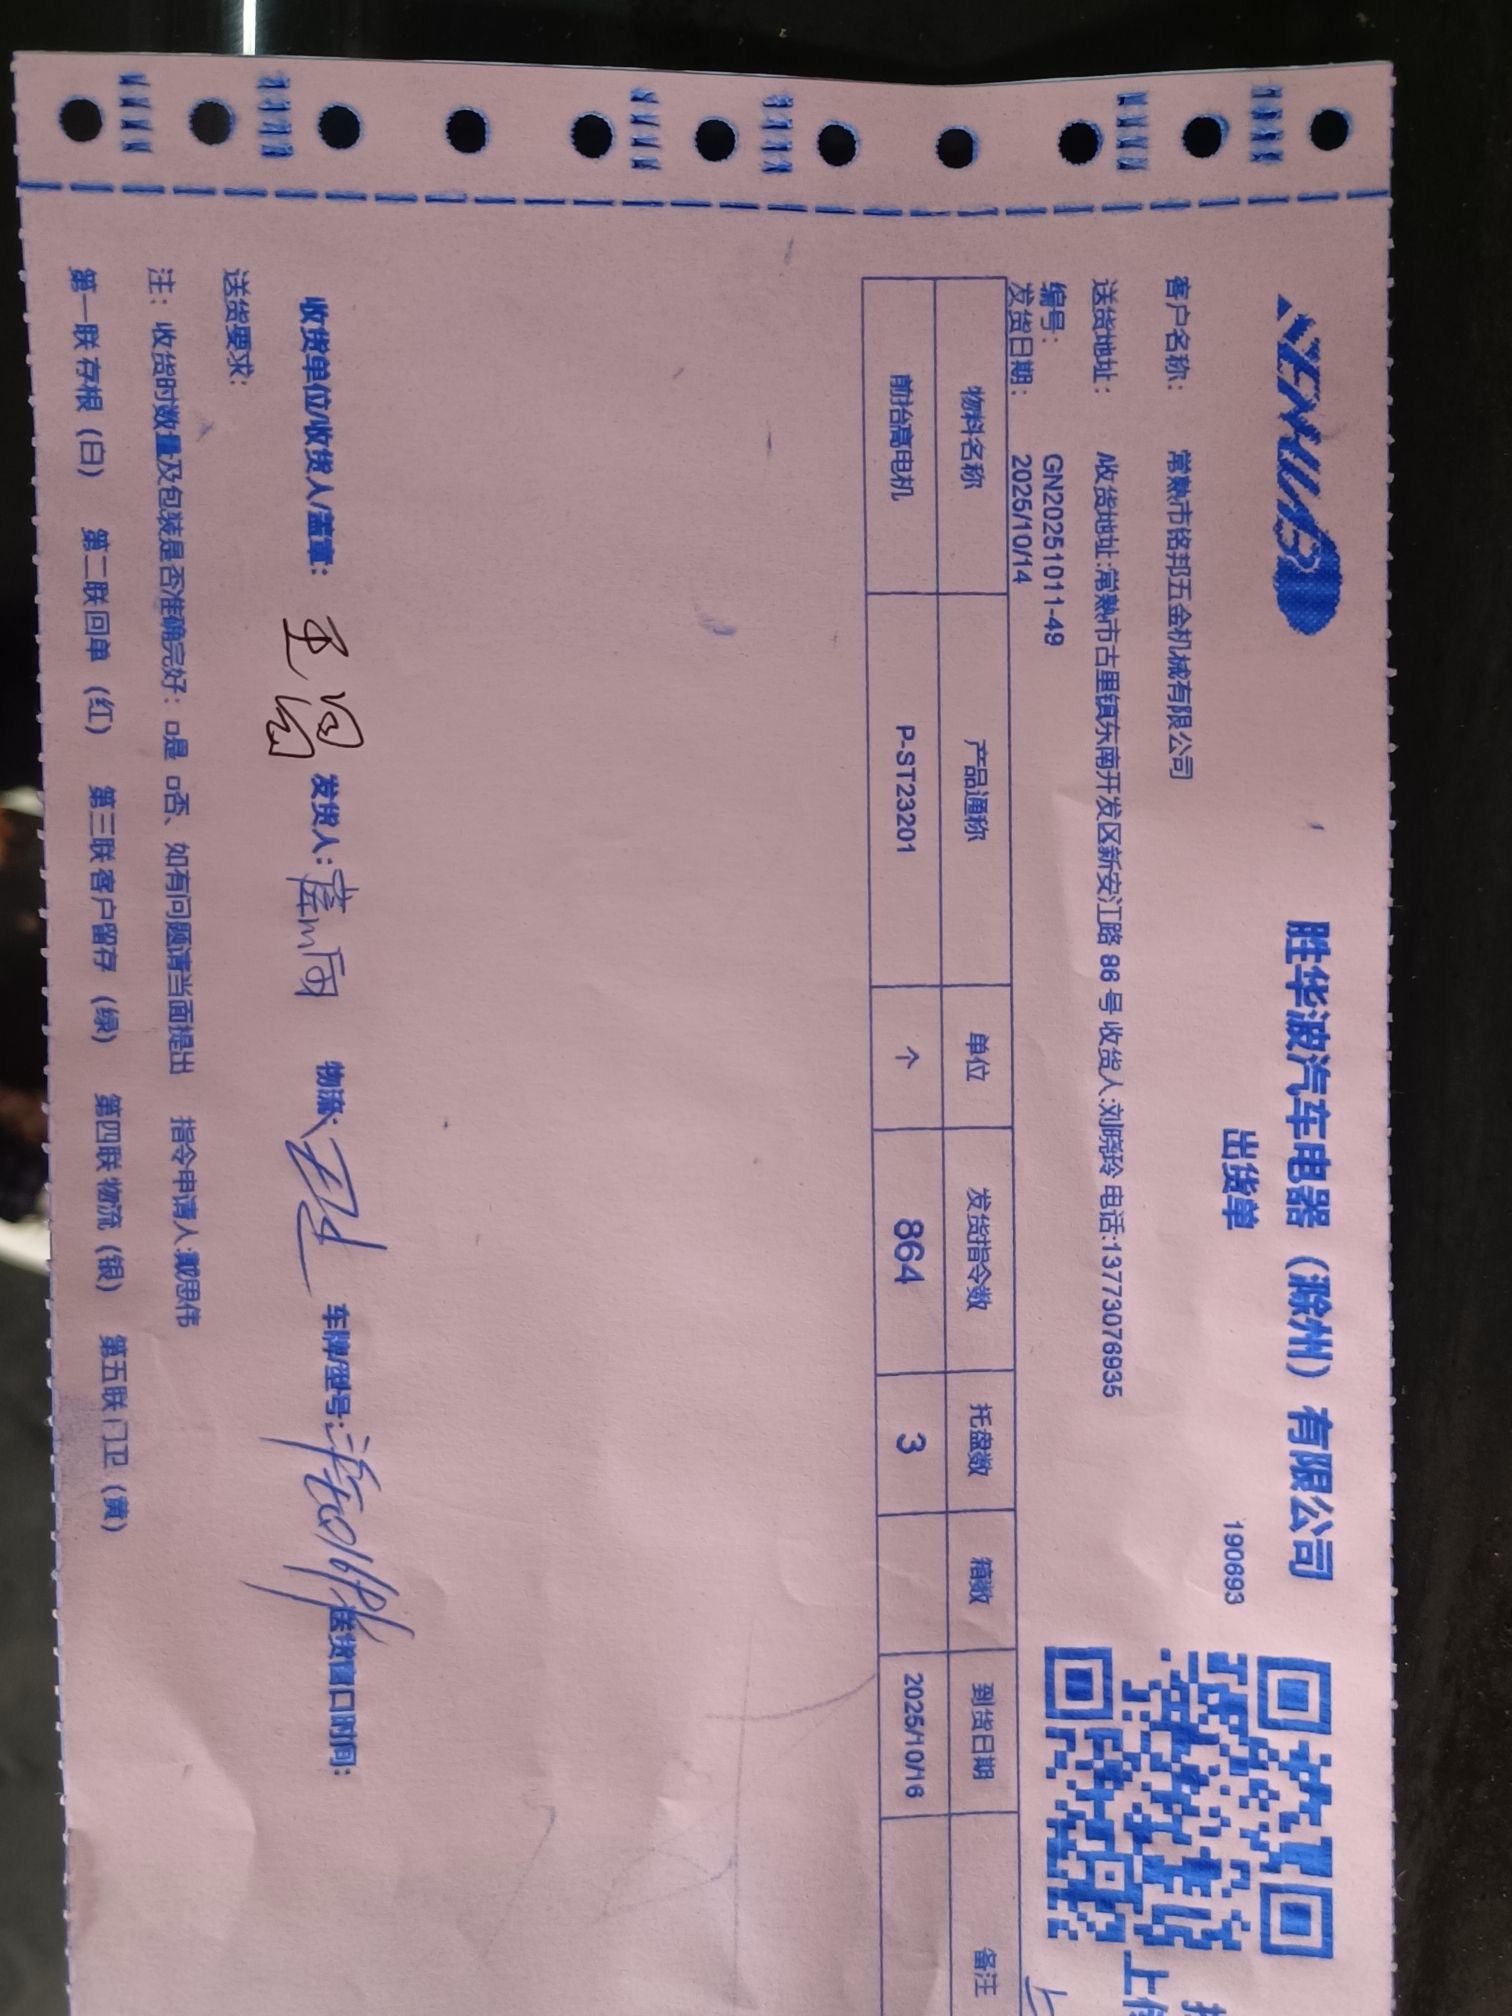 SENHUB
胜华波汽车电器（滁州）有限公司
出货单
190693
客户名称： 常熟市铭邦五金机械有限公司
送货地址： /收货地址:常熟市古里镇东南开发区新安江路 86 号 收货人:刘晓玲 电话:13773076935
编号： GN20251011-49
发货日期： 2025/10/14
物料名称 产品通称 单位 发货指令数 托盘数 箱数 到货日期 备注
前抬高电机 P-ST23201 个 864 3 2025/10/16
收货单位/收货人/盖章： 发货人： 物流： 车牌/型号： 送货窗口时间：
送货要求：
注：收货时数量及包装是否准确完好：□是 □否、如有问题请当面提出 指令申请人:戴思伟
第一联 存根（白） 第二联 回单（红） 第三联 客户留存（绿） 第四联 物流（银） 第五联 门卫（黄）